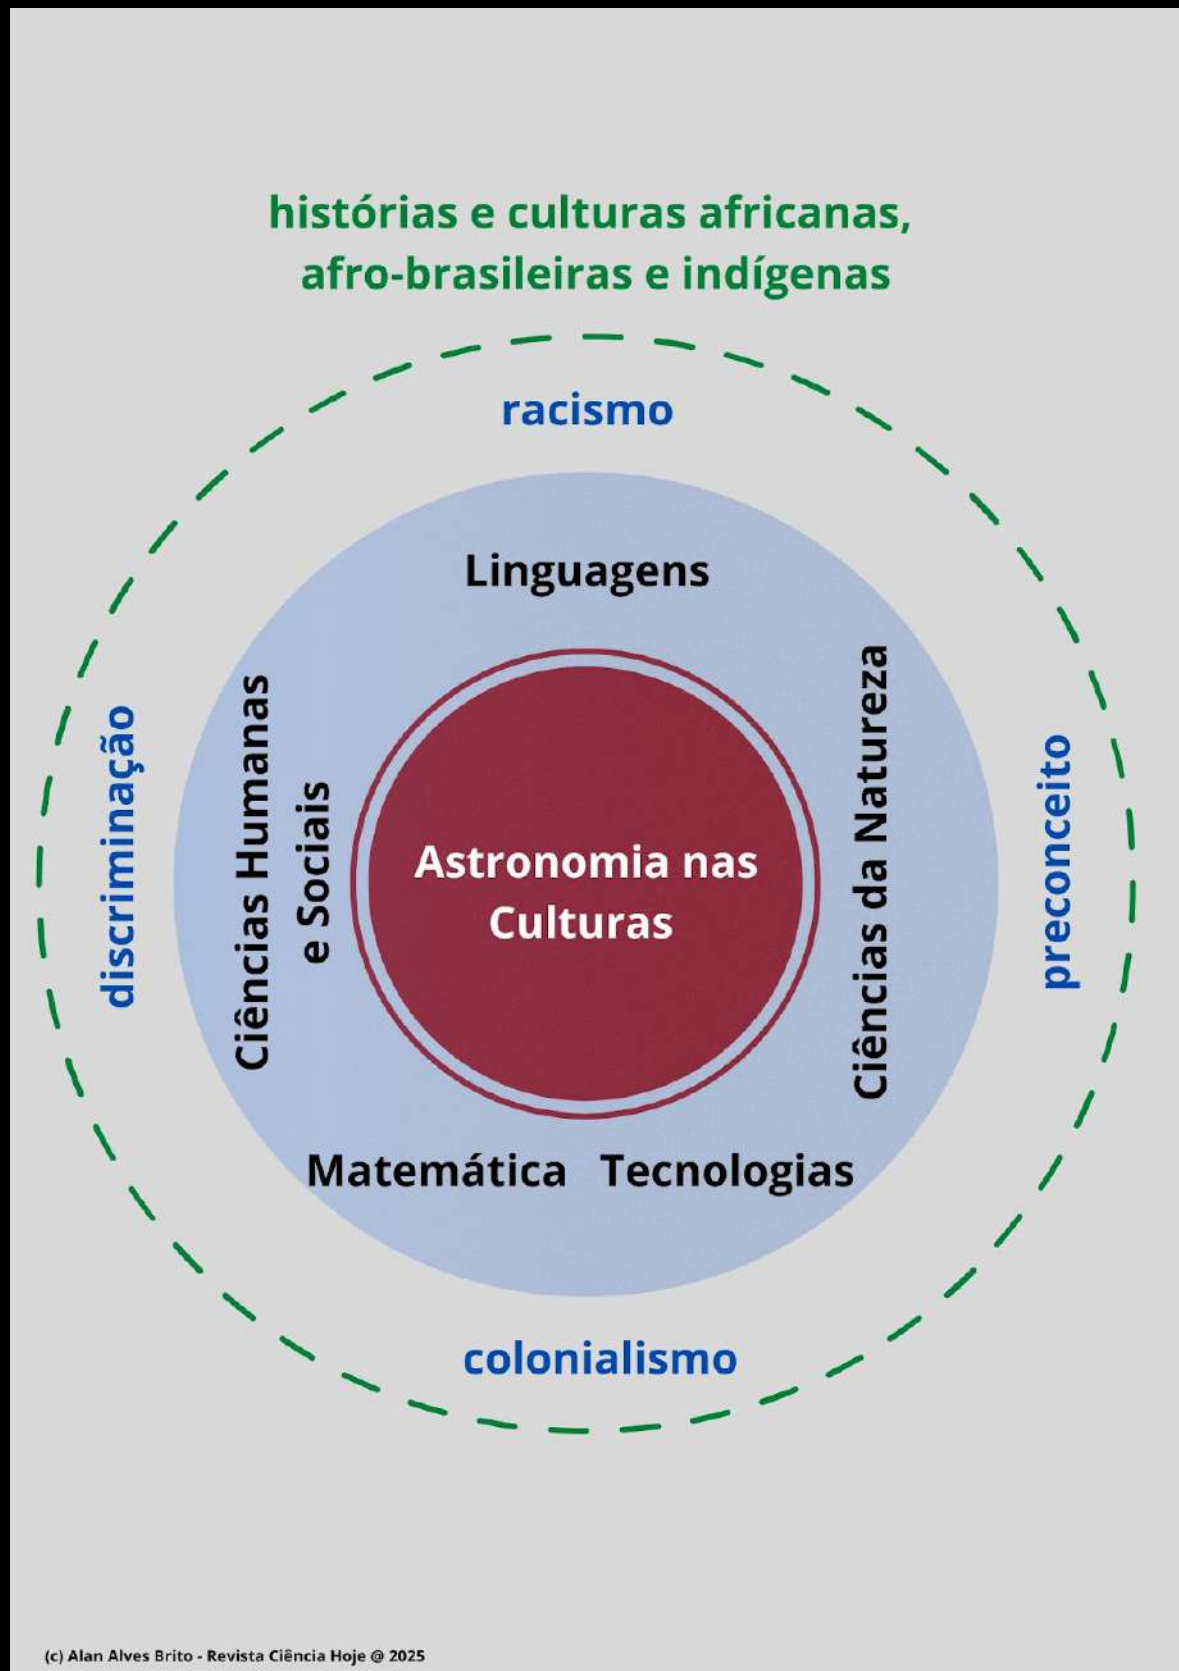 histórias e culturas africanas,
afro-brasileiras e indígenas
racismo
Linguagens
discriminação
Ciências Humanas
e Sociais
Astronomia nas
Culturas
Ciências da Natureza
preconceito
Matemática Tecnologias
colonialismo
(c) Alan Alves Brito - Revista Ciência Hoje @ 2025